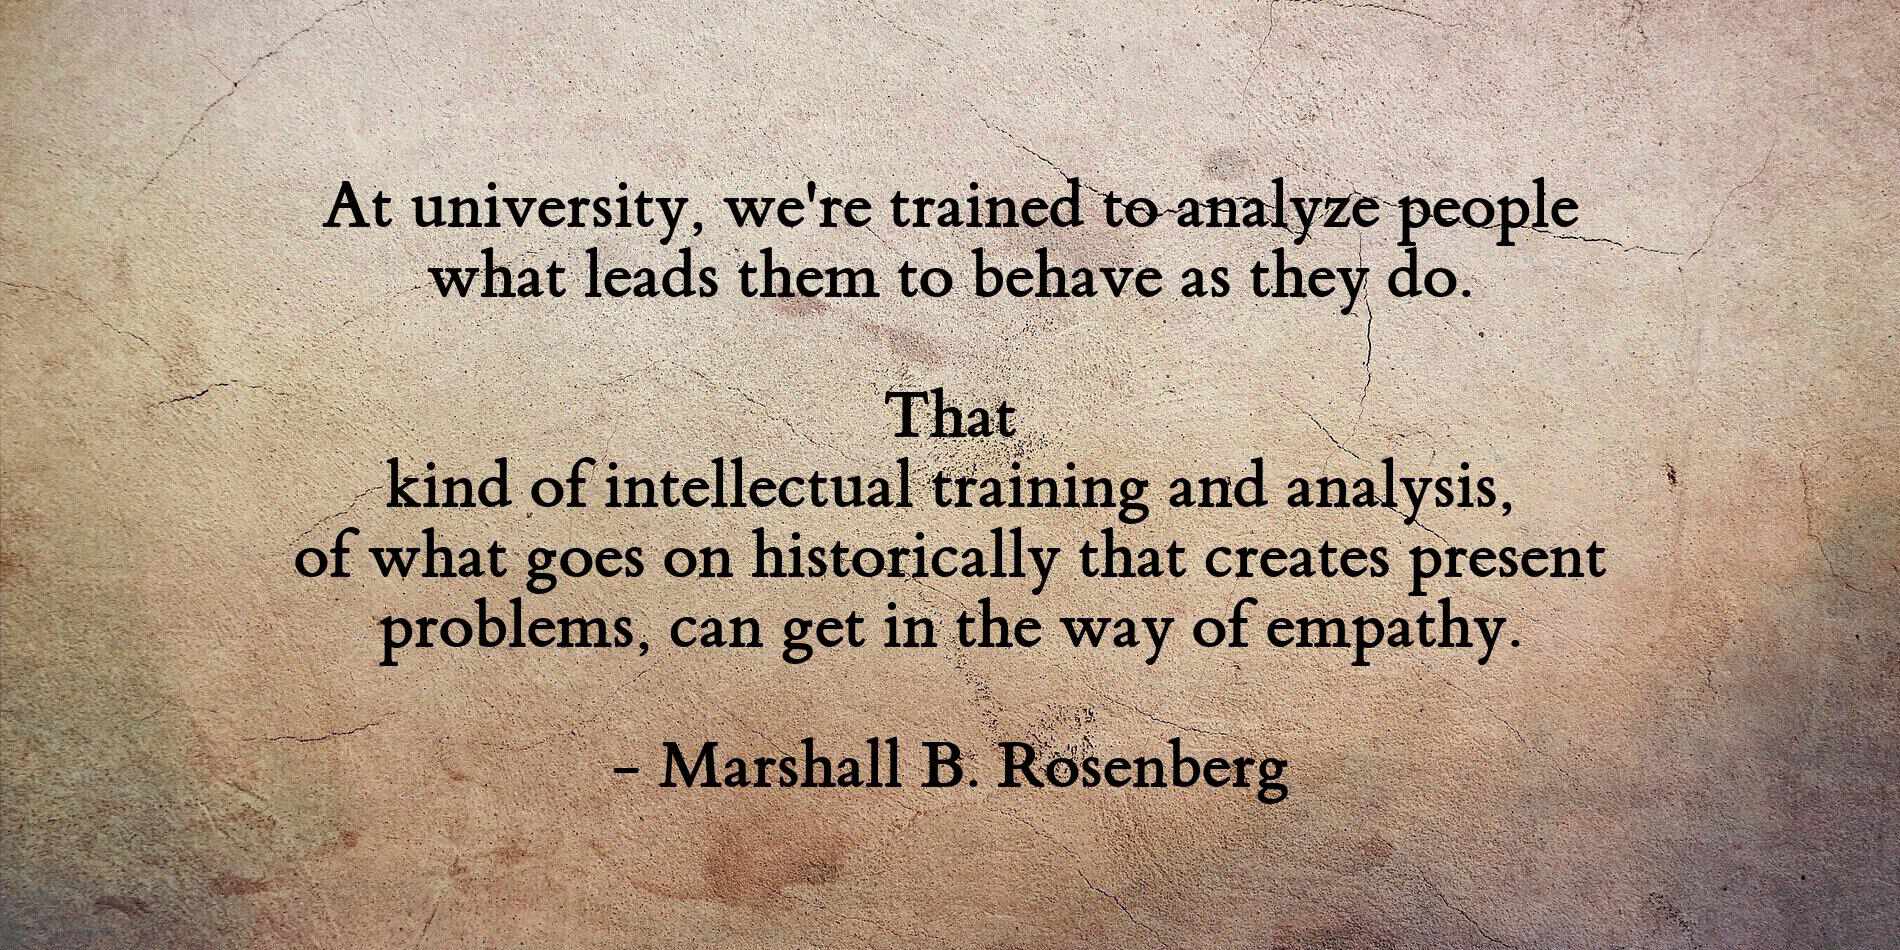 At university, we're trained to analyze people
what leads them to behave as they do.
That
kind of intellectual training and analysis,
of what goes on historically that creates present
problems, can get in the way of empathy.
– Marshall B. Rosenberg